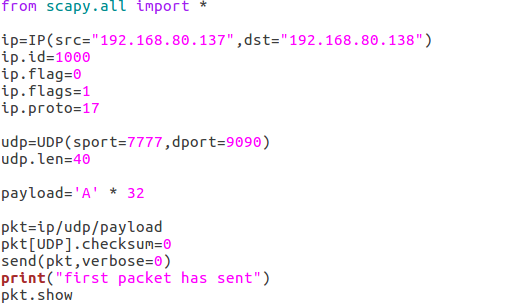 from scapy.all import *
ip=IP(src="192.168.80.137",dst="192.168.80.138")
ip.id=1000
ip.flag=0
ip.flags=1
ip.proto=17
udp=UDP(sport=7777,dport=9090)
udp.len=40
payload='A' * 32
pkt=ip/udp/payload
pkt[UDP].checksum=0
send(pkt,verbose=0)
print("first packet has sent")
pkt.show